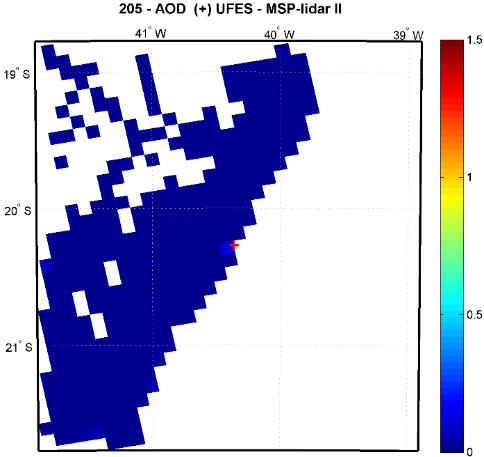 205 - AOD (+) UFES - MSP-lidar II
41° W
40° W
39° W
19° S
20° S
21° S
1.5
1
0.5
0